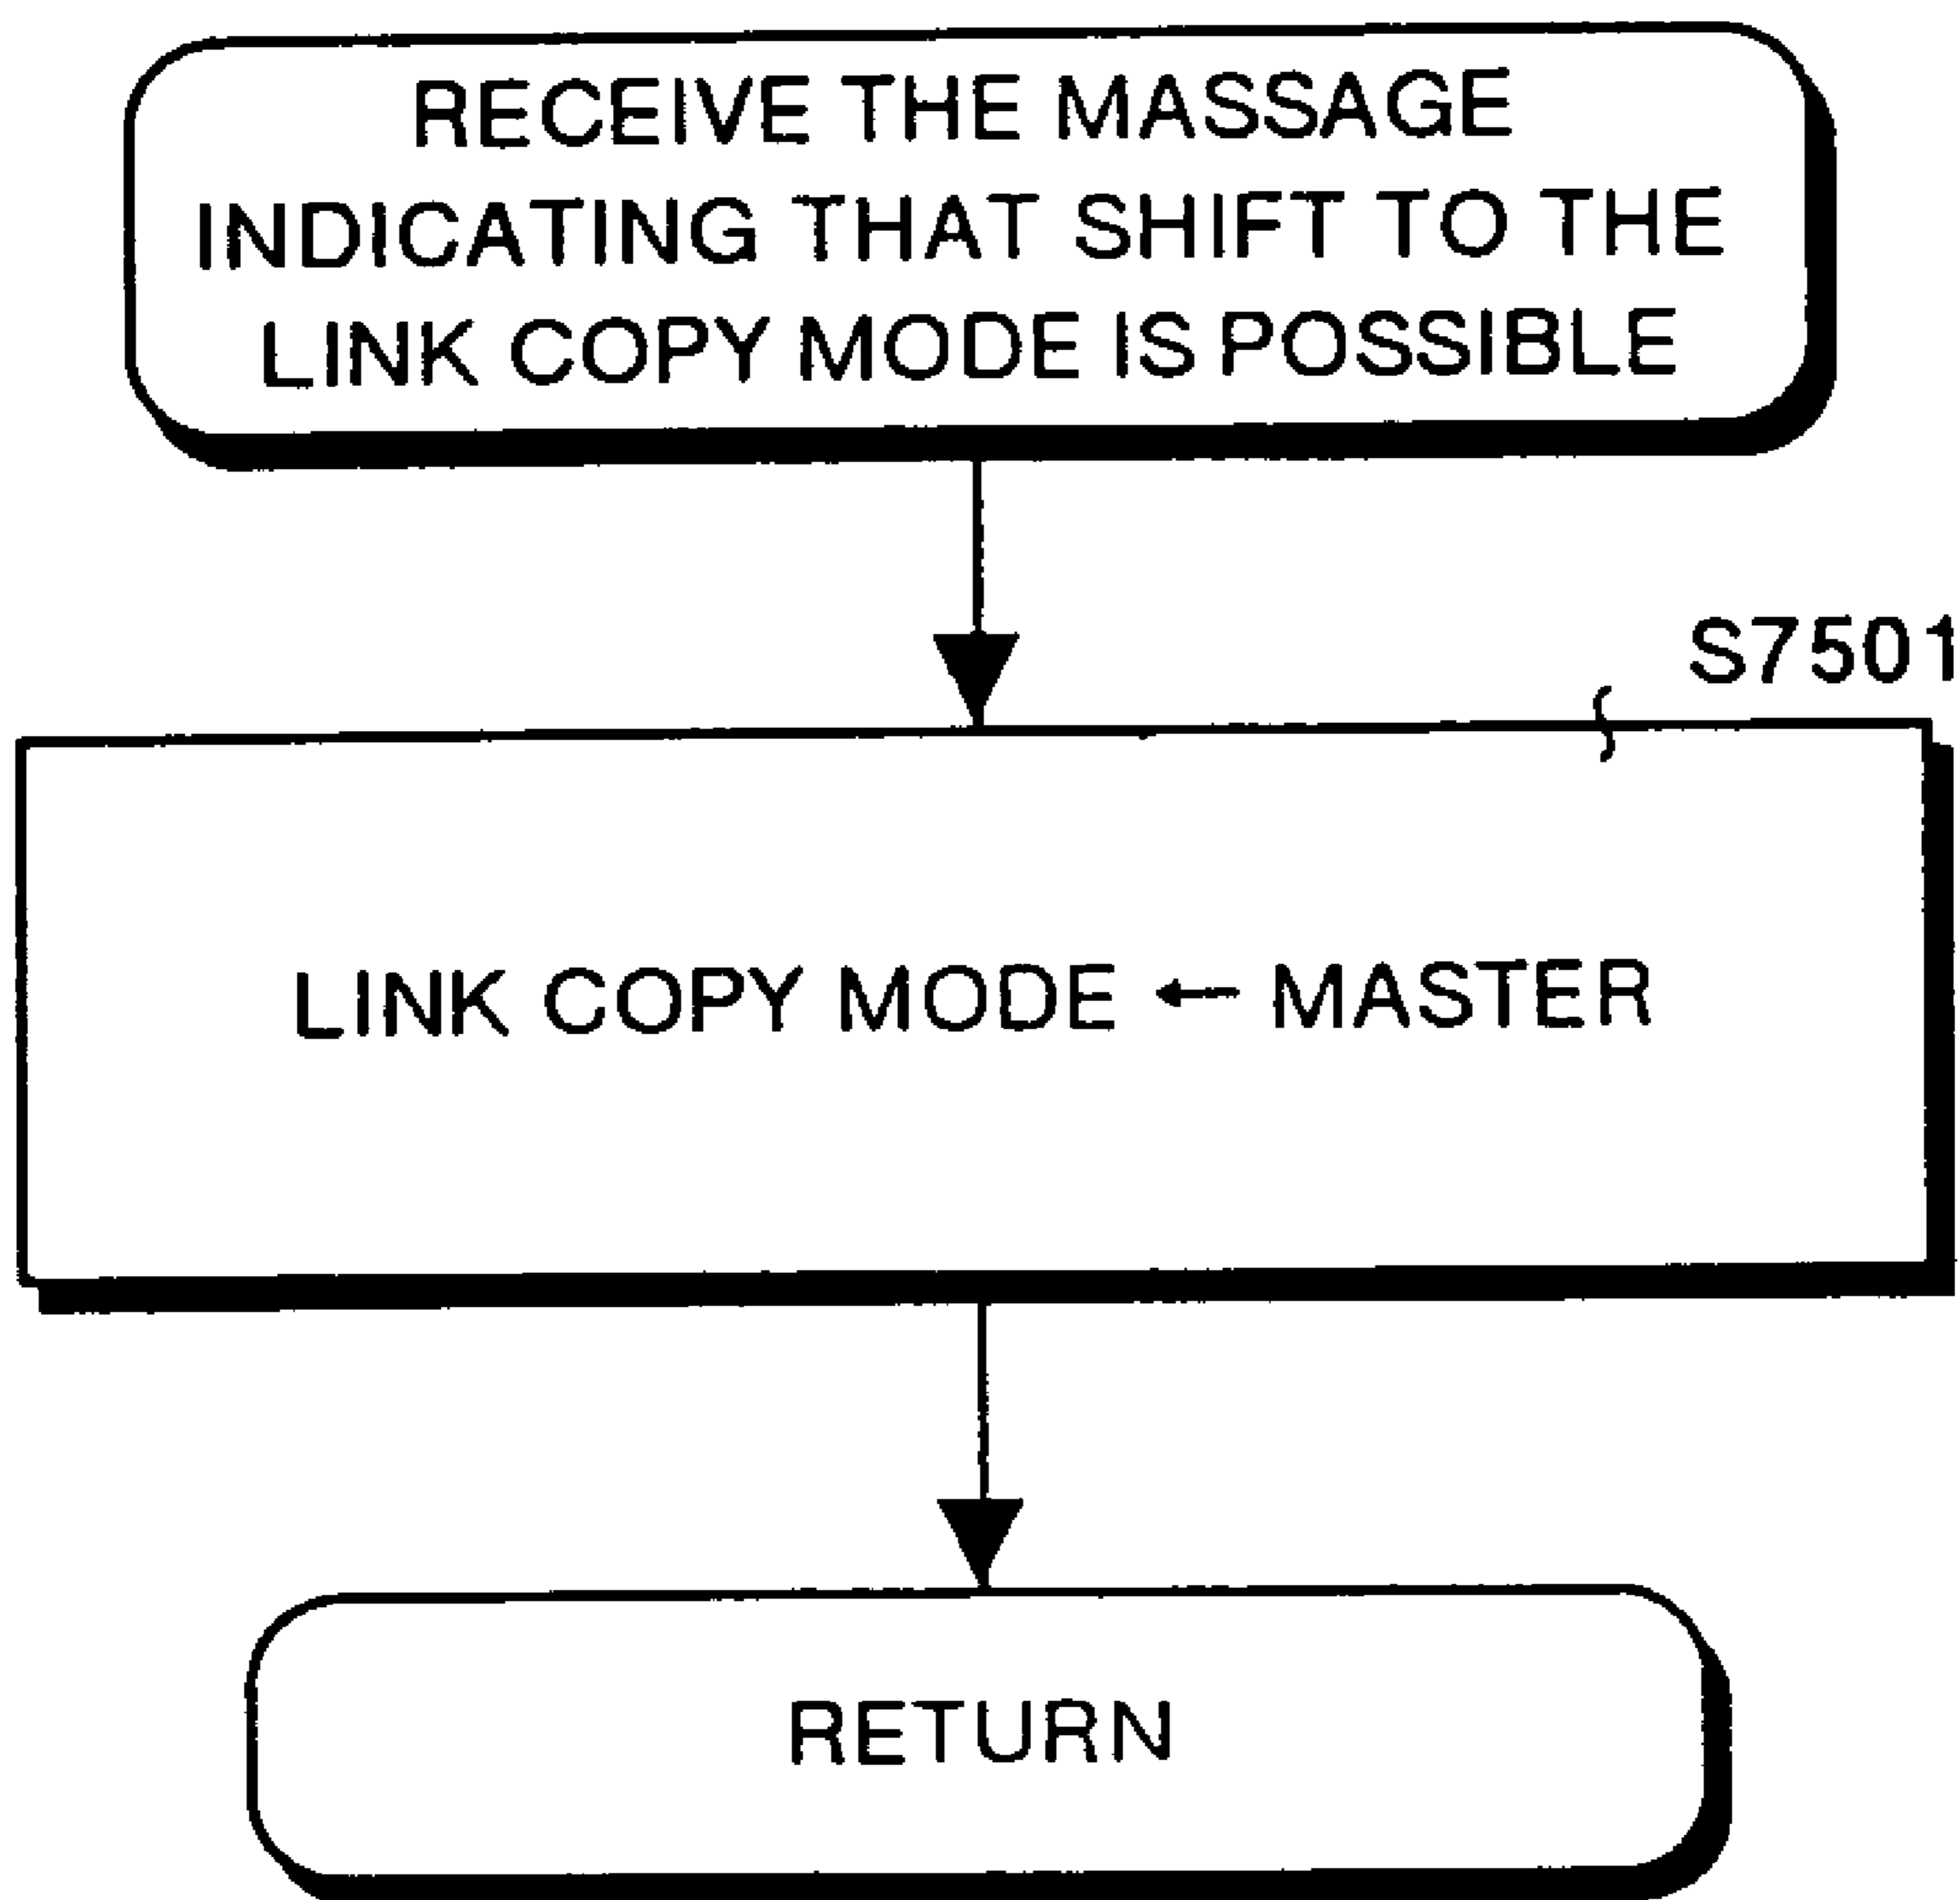 RECEIVE THE MASSAGE
INDICATING THAT SHIFT TO THE
LINK COPY MODE IS POSSIBLE
S7501
LINK COPY MODE ← MASTER
RETURN